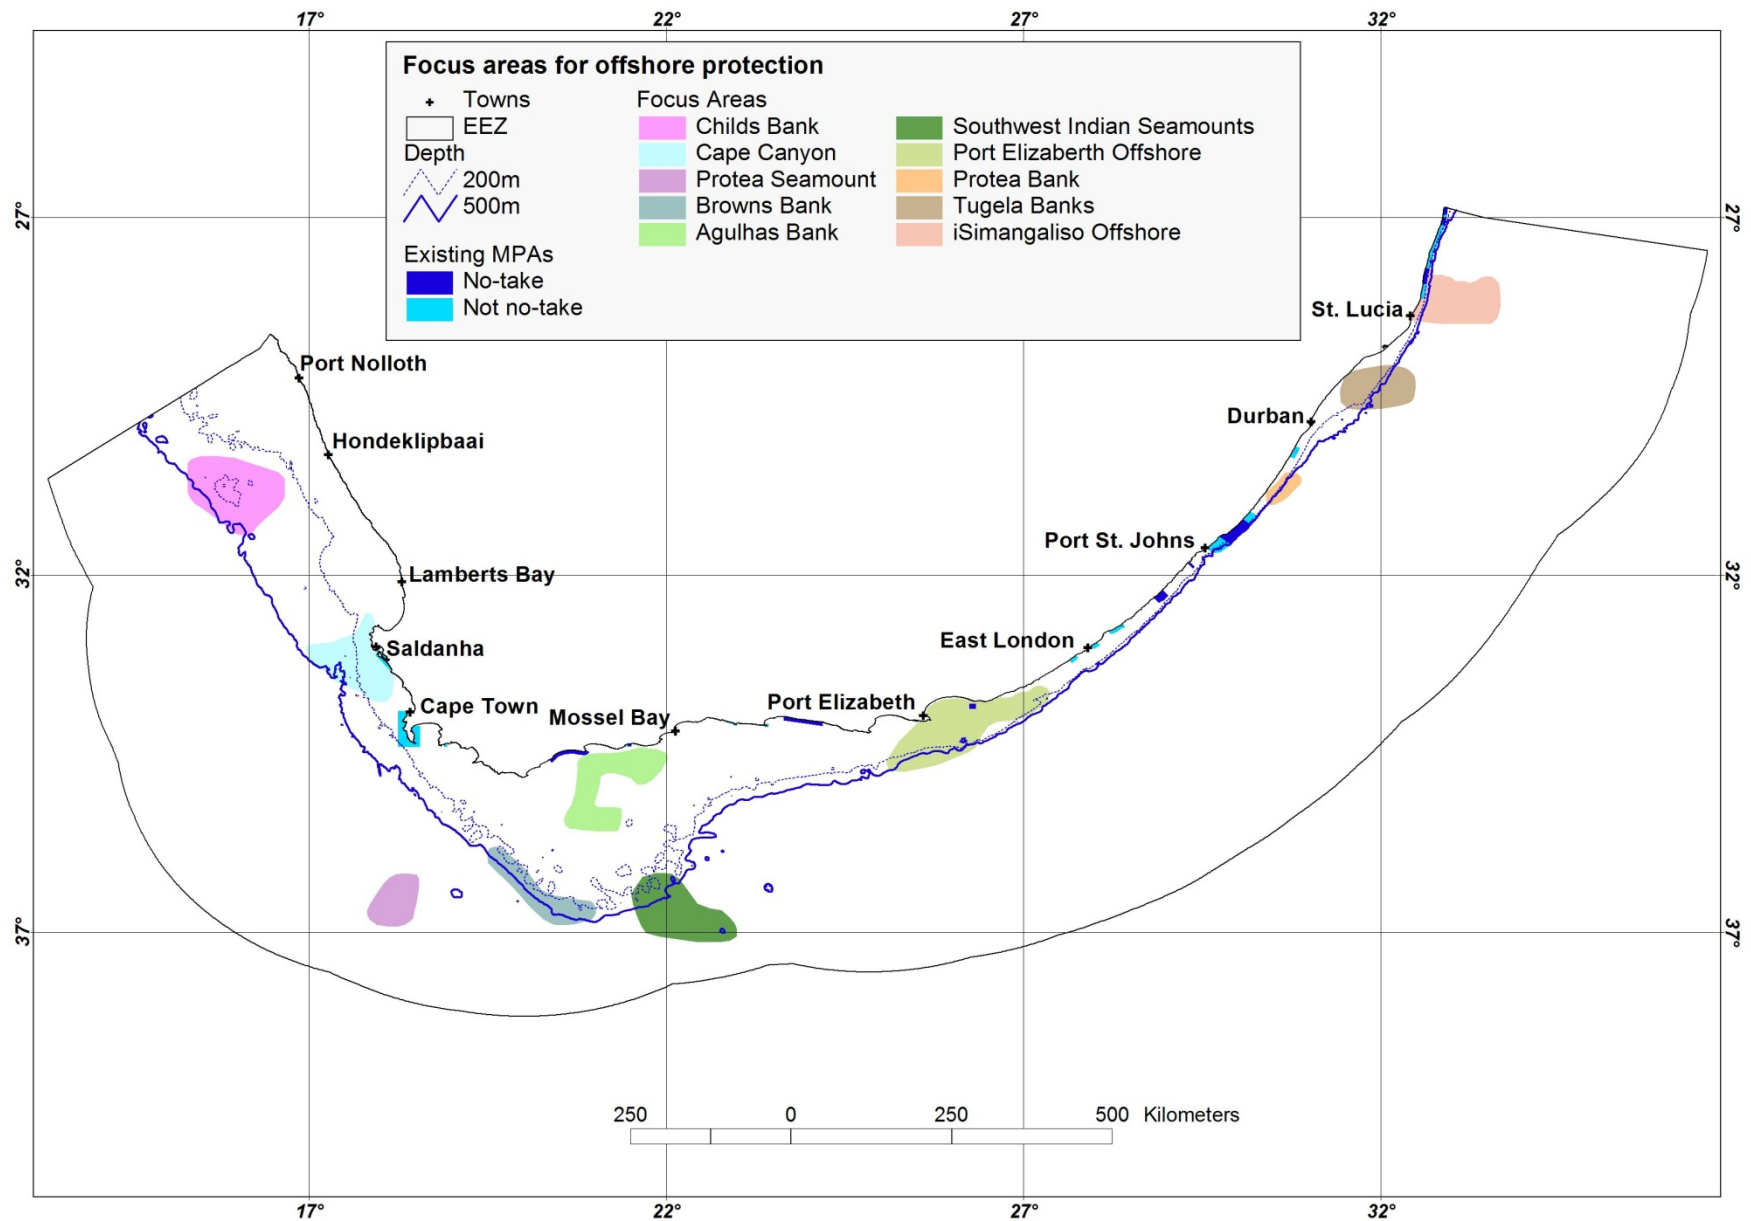 17° 22° 27° 32°
Focus areas for offshore protection
Towns
EEZ
Depth
200m
500m
Existing MPAs
No-take
Not no-take
Focus Areas
Childs Bank
Cape Canyon
Protea Seamount
Browns Bank
Agulhas Bank
Southwest Indian Seamounts
Port Elizaberth Offshore
Protea Bank
Tugela Banks
iSimangaliso Offshore
27° 27°
St. Lucia
Port Nolloth
Durban
Hondeklipbaai
Port St. Johns
32° 32°
Lamberts Bay
East London
Saldanha
Port Elizabeth
Cape Town
Mossel Bay
37° 37°
250 0 250 500 Kilometers
17° 22° 27° 32°